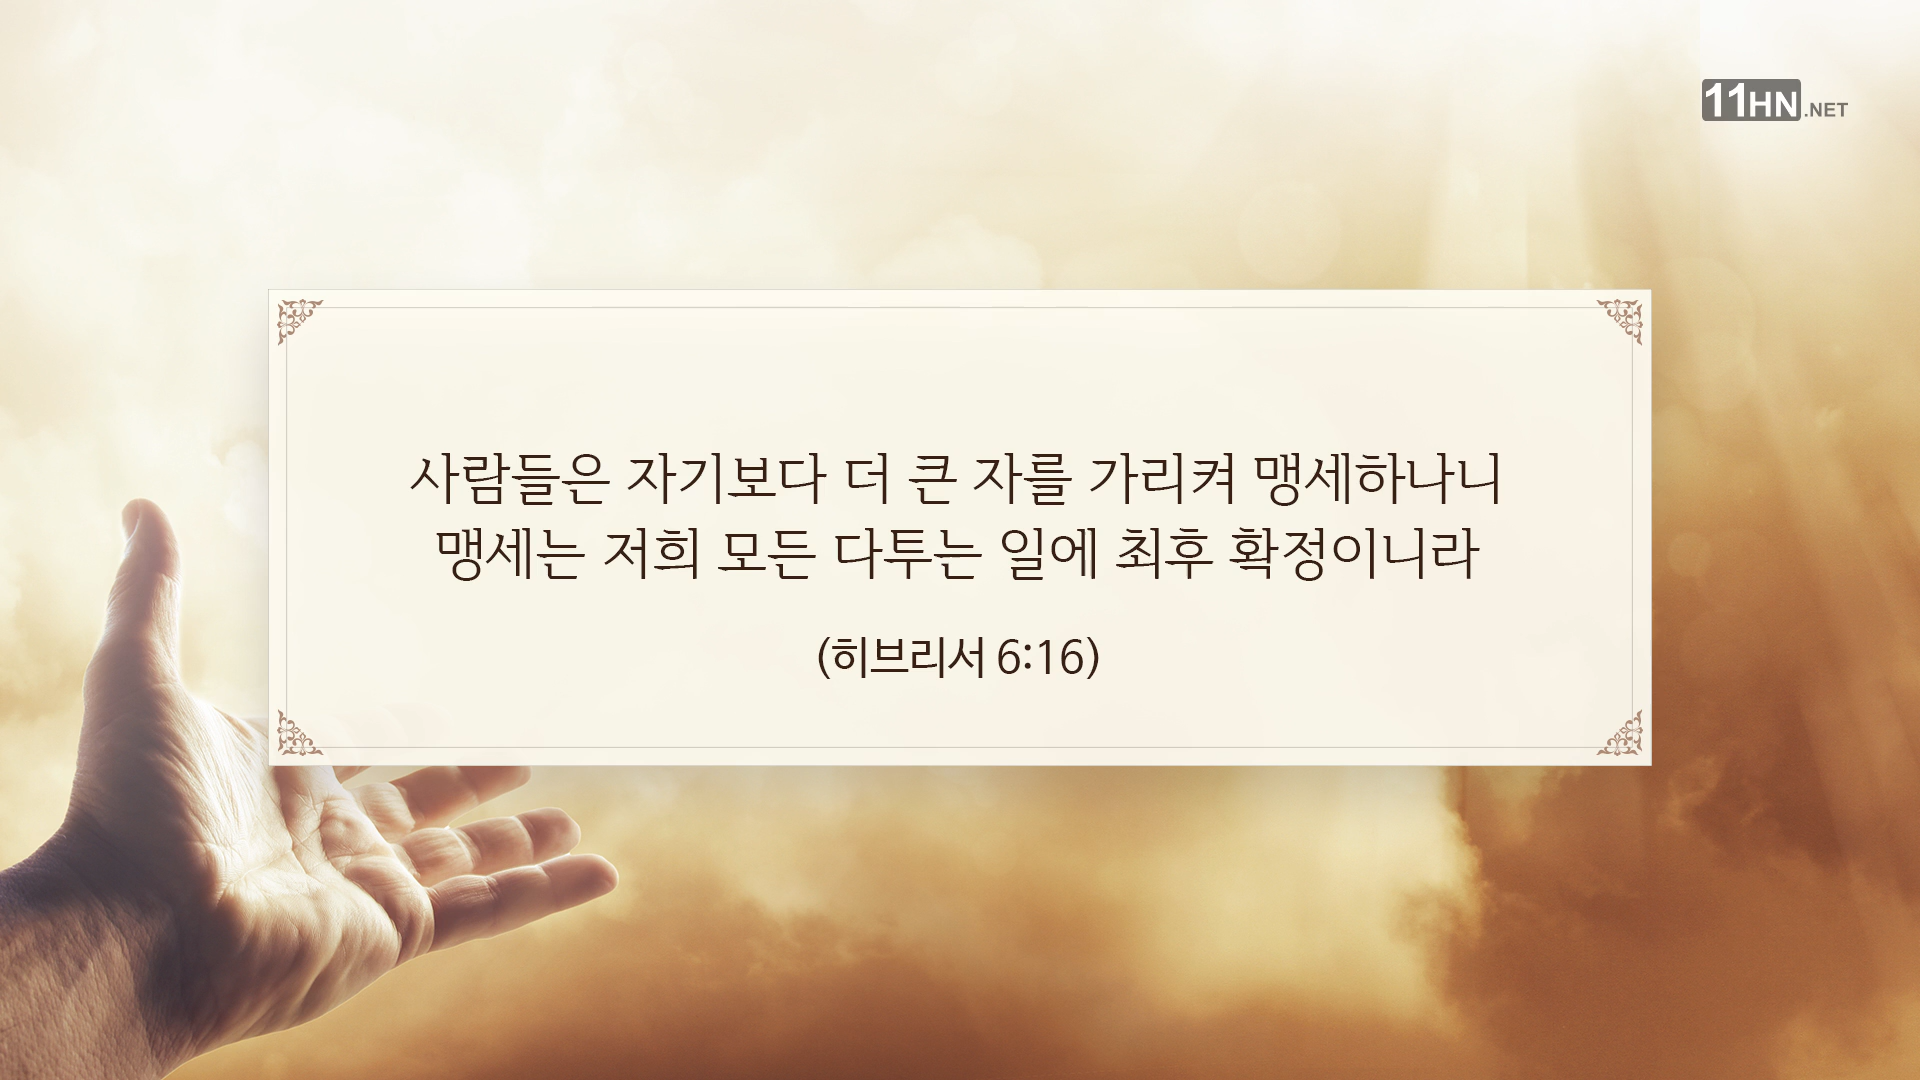 11HN.NET
사람들은 자기보다 더 큰 자를 가리켜 맹세하나니
맹세는 저희 모든 다투는 일에 최후 확정이니라
(히브리서 6:16)